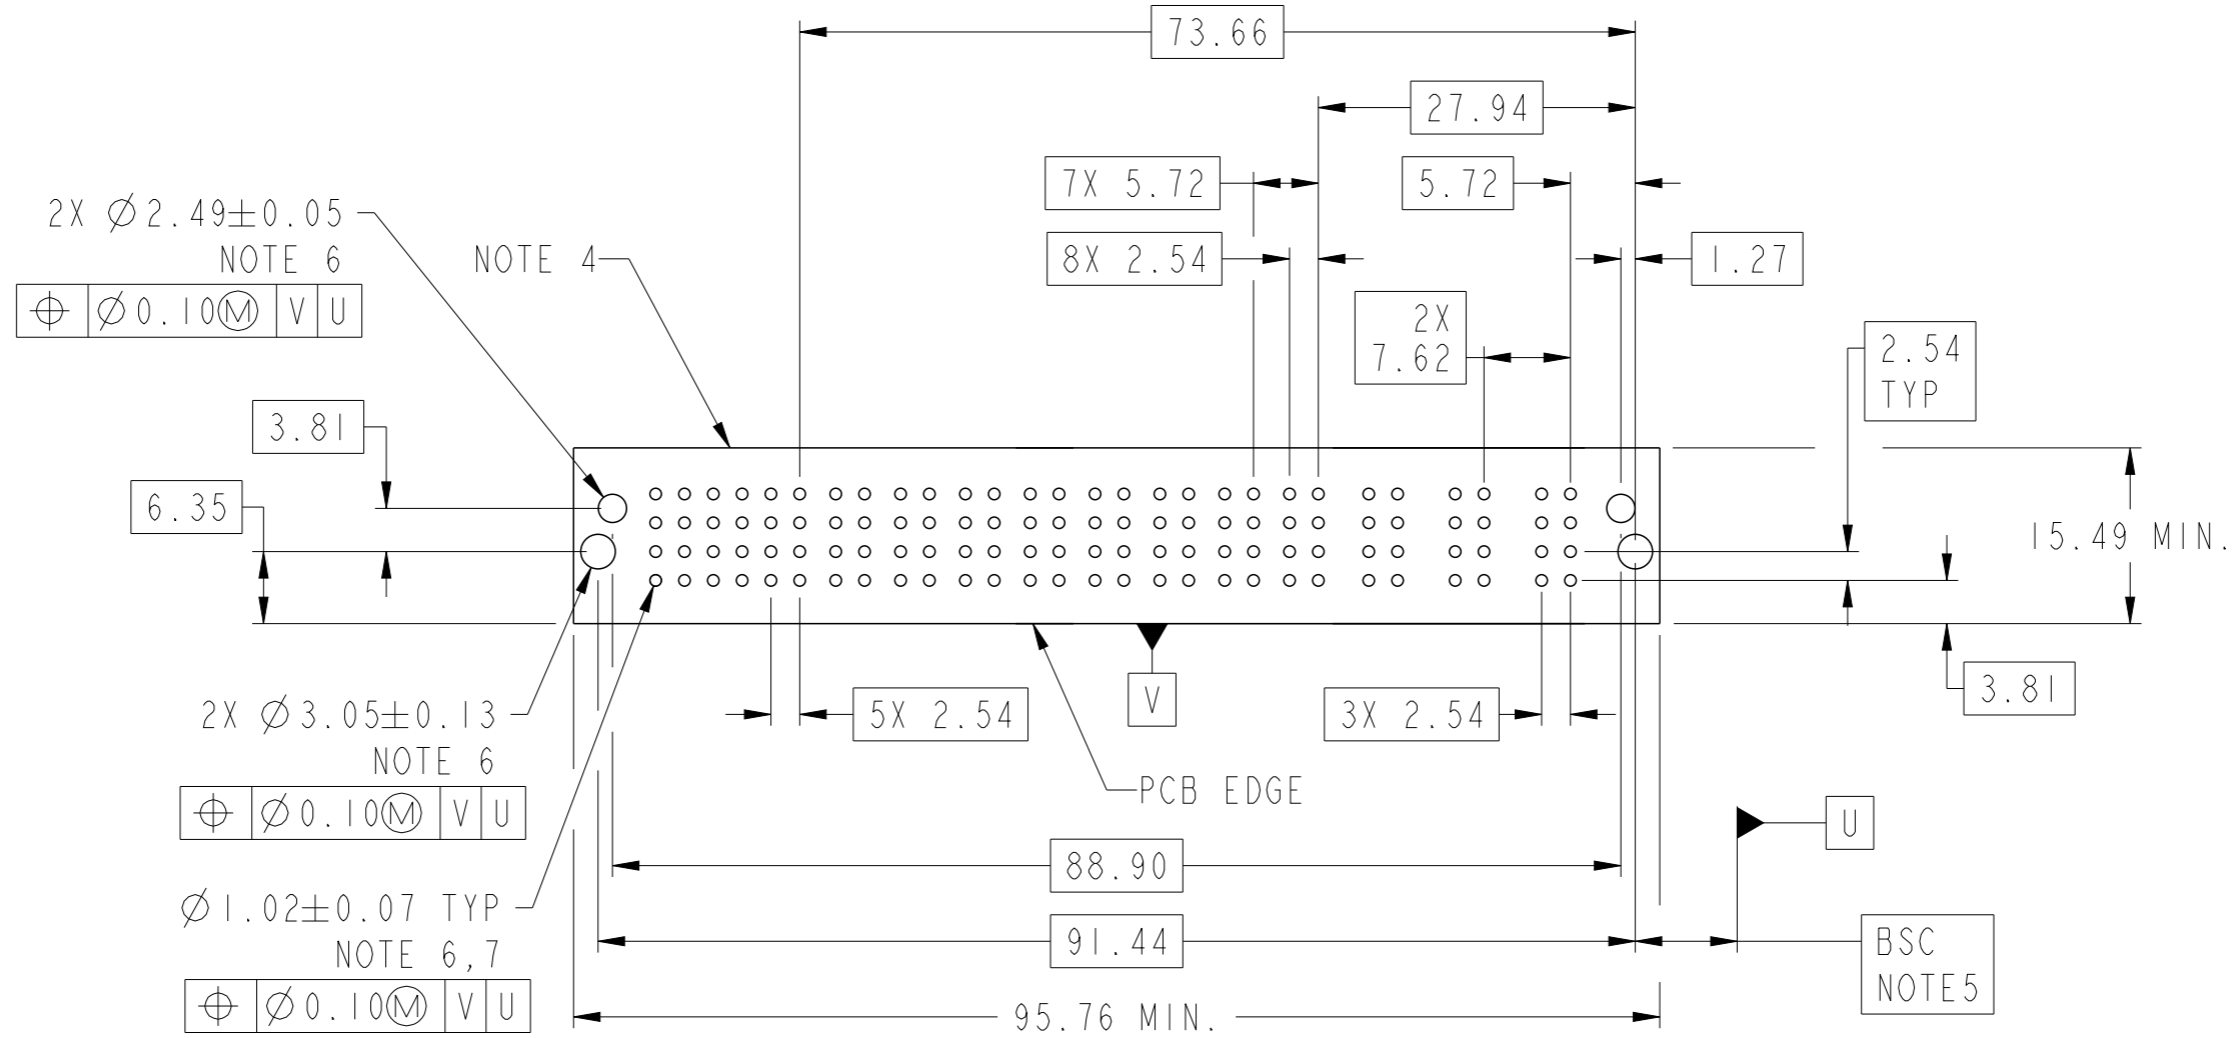 73.66
27.94
7X 5.72
5.72
2X Ø2.49±0.05
NOTE 6
NOTE 4
8X 2.54
1.27
⌖ Ø0.10Ⓜ V U
2X
7.62
2.54
TYP
3.81
6.35
15.49 MIN.
2X Ø3.05±0.13
NOTE 6
⌖ Ø0.10Ⓜ V U
5X 2.54
V
3X 2.54
3.81
PCB EDGE
U
88.90
Ø1.02±0.07 TYP
NOTE 6,7
⌖ Ø0.10Ⓜ V U
91.44
BSC
NOTE5
95.76 MIN.